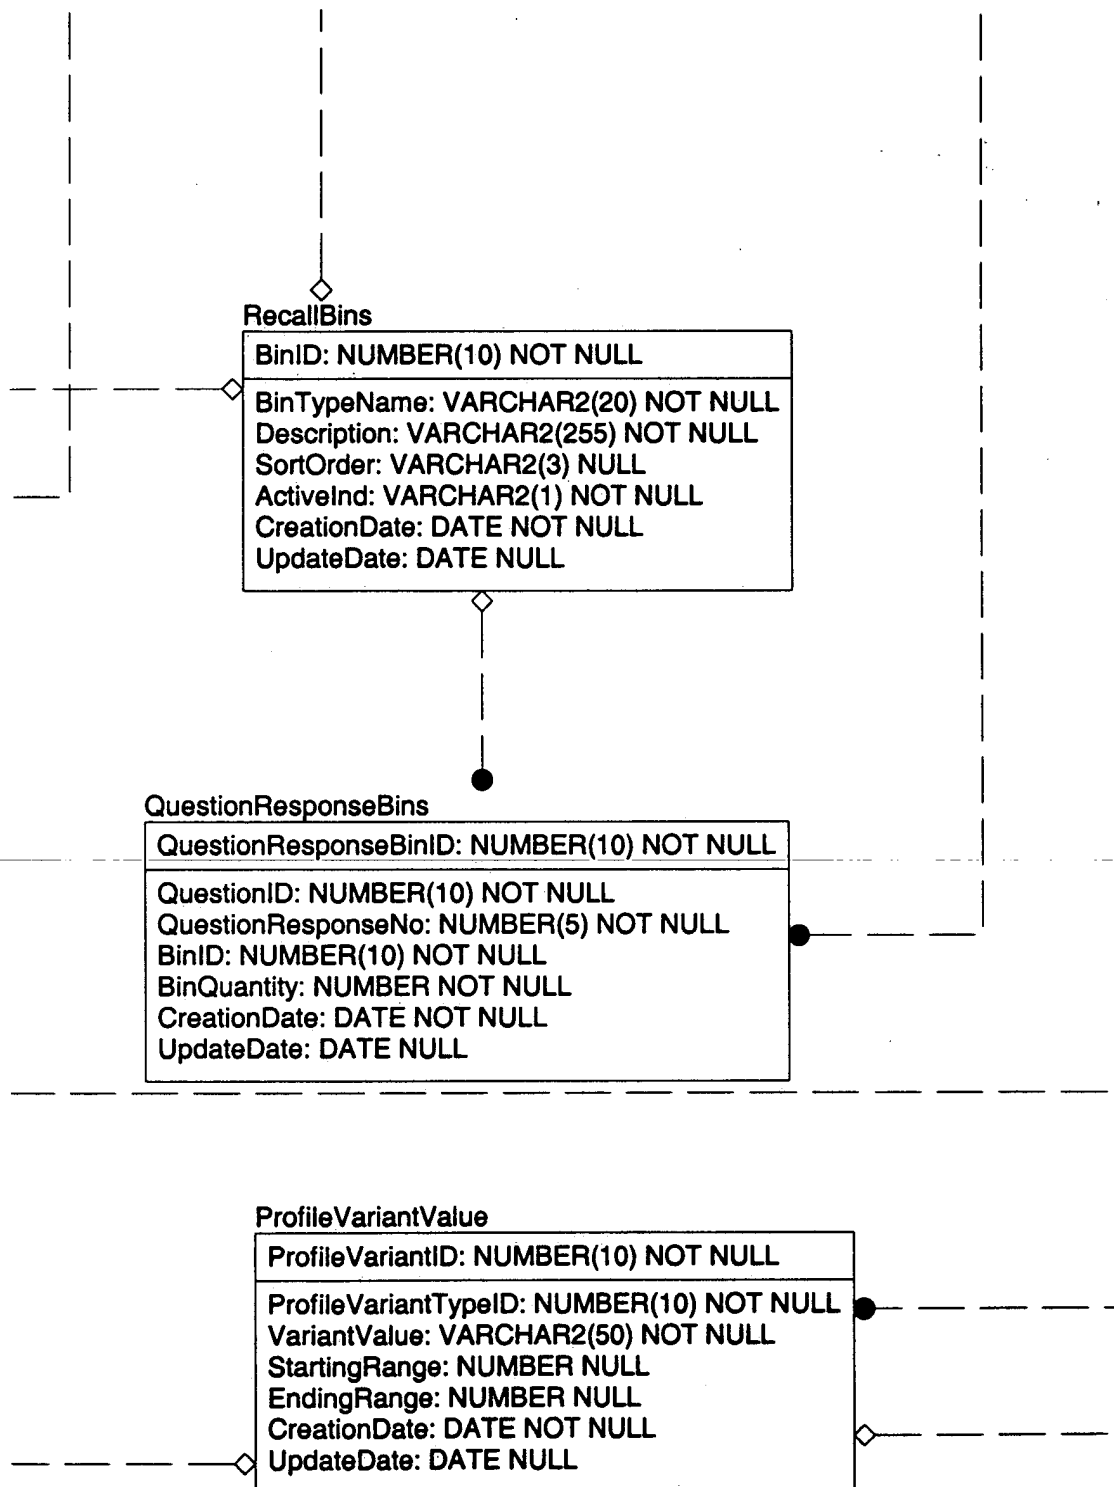 RecallBins
BinID: NUMBER(10) NOT NULL
BinTypeName: VARCHAR2(20) NOT NULL
Description: VARCHAR2(255) NOT NULL
SortOrder: VARCHAR2(3) NULL
ActiveInd: VARCHAR2(1) NOT NULL
CreationDate: DATE NOT NULL
UpdateDate: DATE NULL
QuestionResponseBins
QuestionResponseBinID: NUMBER(10) NOT NULL
QuestionID: NUMBER(10) NOT NULL
QuestionResponseNo: NUMBER(5) NOT NULL
BinID: NUMBER(10) NOT NULL
BinQuantity: NUMBER NOT NULL
CreationDate: DATE NOT NULL
UpdateDate: DATE NULL
ProfileVariantValue
ProfileVariantID: NUMBER(10) NOT NULL
ProfileVariantTypeID: NUMBER(10) NOT NULL
VariantValue: VARCHAR2(50) NOT NULL
StartingRange: NUMBER NULL
EndingRange: NUMBER NULL
CreationDate: DATE NOT NULL
UpdateDate: DATE NULL